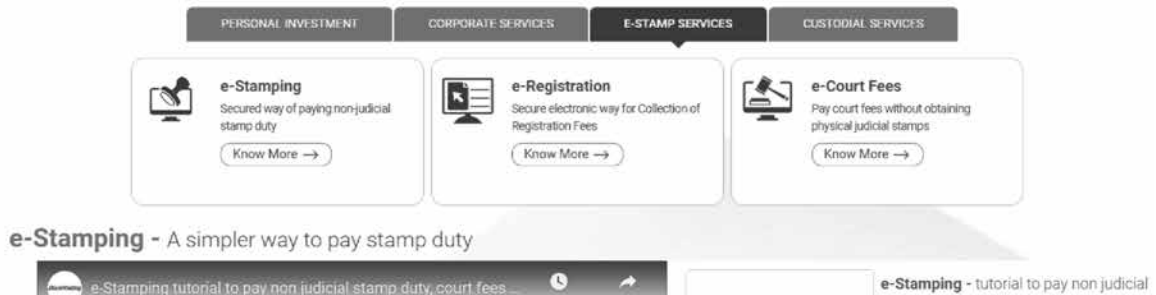 PERSONAL INVESTMENT
CORPORATE SERVICES
E-STAMP SERVICES
CUSTODIAL SERVICES
e-Stamping
Secured way of paying non-judicial
stamp duty
Know More →
e-Registration
Secure electronic way for Collection of
Registration Fees
Know More →
e-Court Fees
Pay court fees without obtaining
physical judicial stamps
Know More →
e-Stamping - A simpler way to pay stamp duty
e-Stamping tutorial to pay non judicial stamp duty, court fees ...
e-Stamping - tutorial to pay non judicial